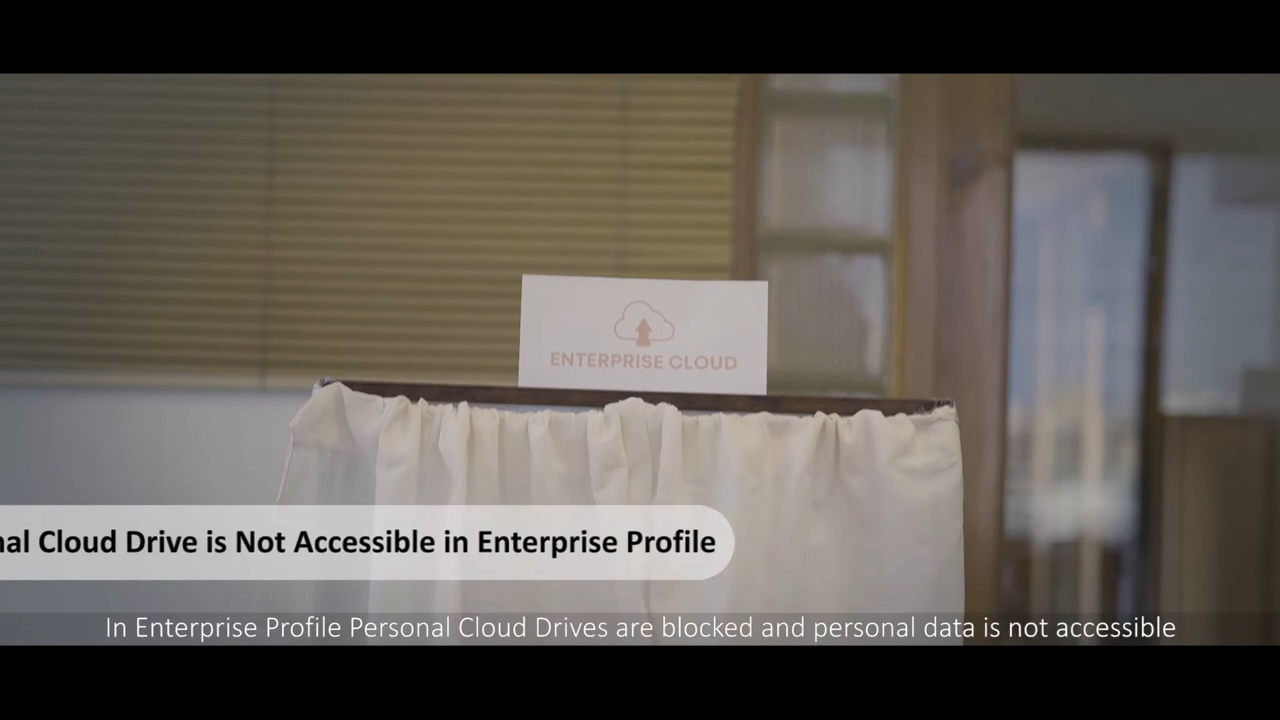 ENTERPRISE CLOUD
Cloud Drive is Not Accessible in Enterprise Profile
In Enterprise Profile Personal Cloud Drives are blocked and personal data is not accessible